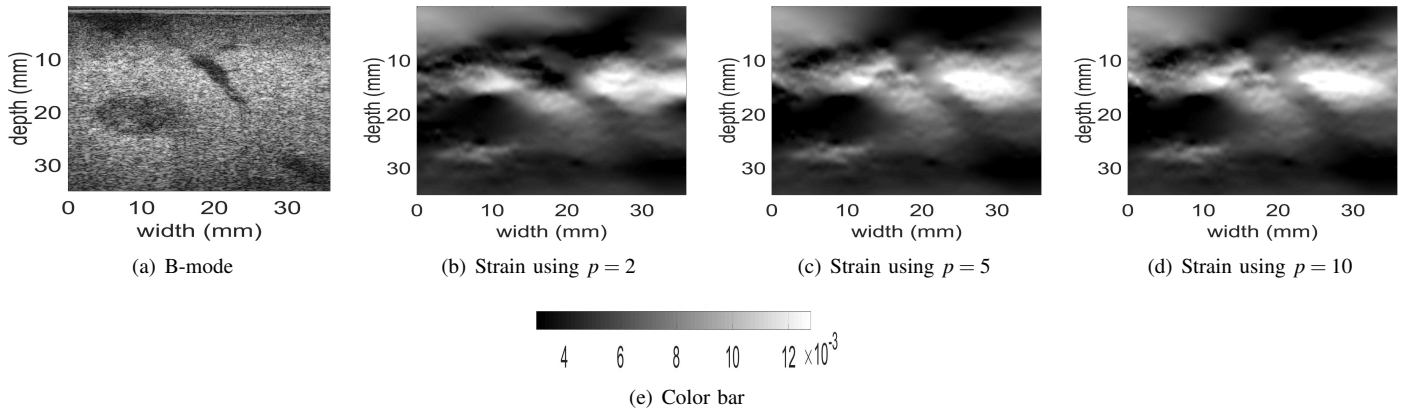 depth (mm)
10
20
30
0 10 20 30
width (mm)
(a) B-mode
depth (mm)
10
20
30
0 10 20 30
width (mm)
(b) Strain using p = 2
depth (mm)
10
20
30
0 10 20 30
width (mm)
(c) Strain using p = 5
depth (mm)
10
20
30
0 10 20 30
width (mm)
(d) Strain using p = 10
4 6 8 10 12 ×10⁻³
(e) Color bar